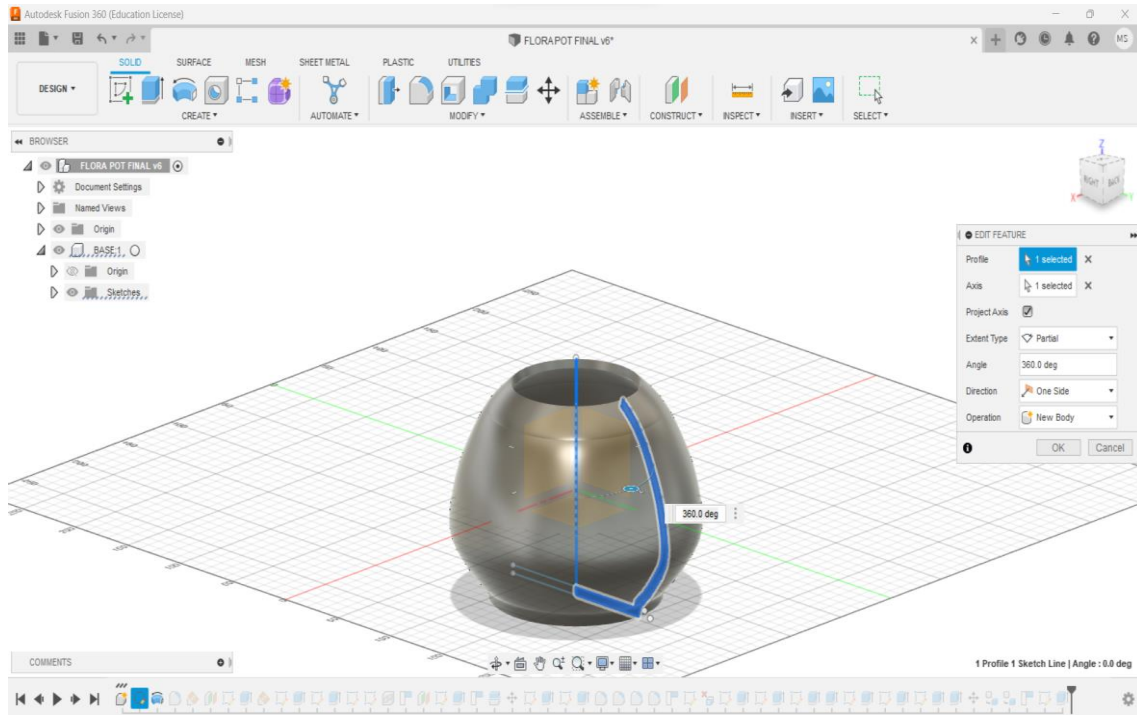 Autodesk Fusion 360 (Education License)
FLORA POT FINAL v6*
MS
DESIGN
SOLID SURFACE MESH SHEET METAL PLASTIC UTILITIES
CREATE AUTOMATE MODIFY ASSEMBLE CONSTRUCT INSPECT INSERT SELECT
BROWSER
FLORA POT FINAL v6
Document Settings
Named Views
Origin
BASE:1
Origin
Sketches
Z
RIGHT BACK
X
EDIT FEATURE
Profile 1 selected
Axis 1 selected
Project Axis
Extent Type Partial
Angle 360.0 deg
Direction One Side
Operation New Body
OK Cancel
360.0 deg
COMMENTS
1 Profile 1 Sketch Line | Angle : 0.0 deg